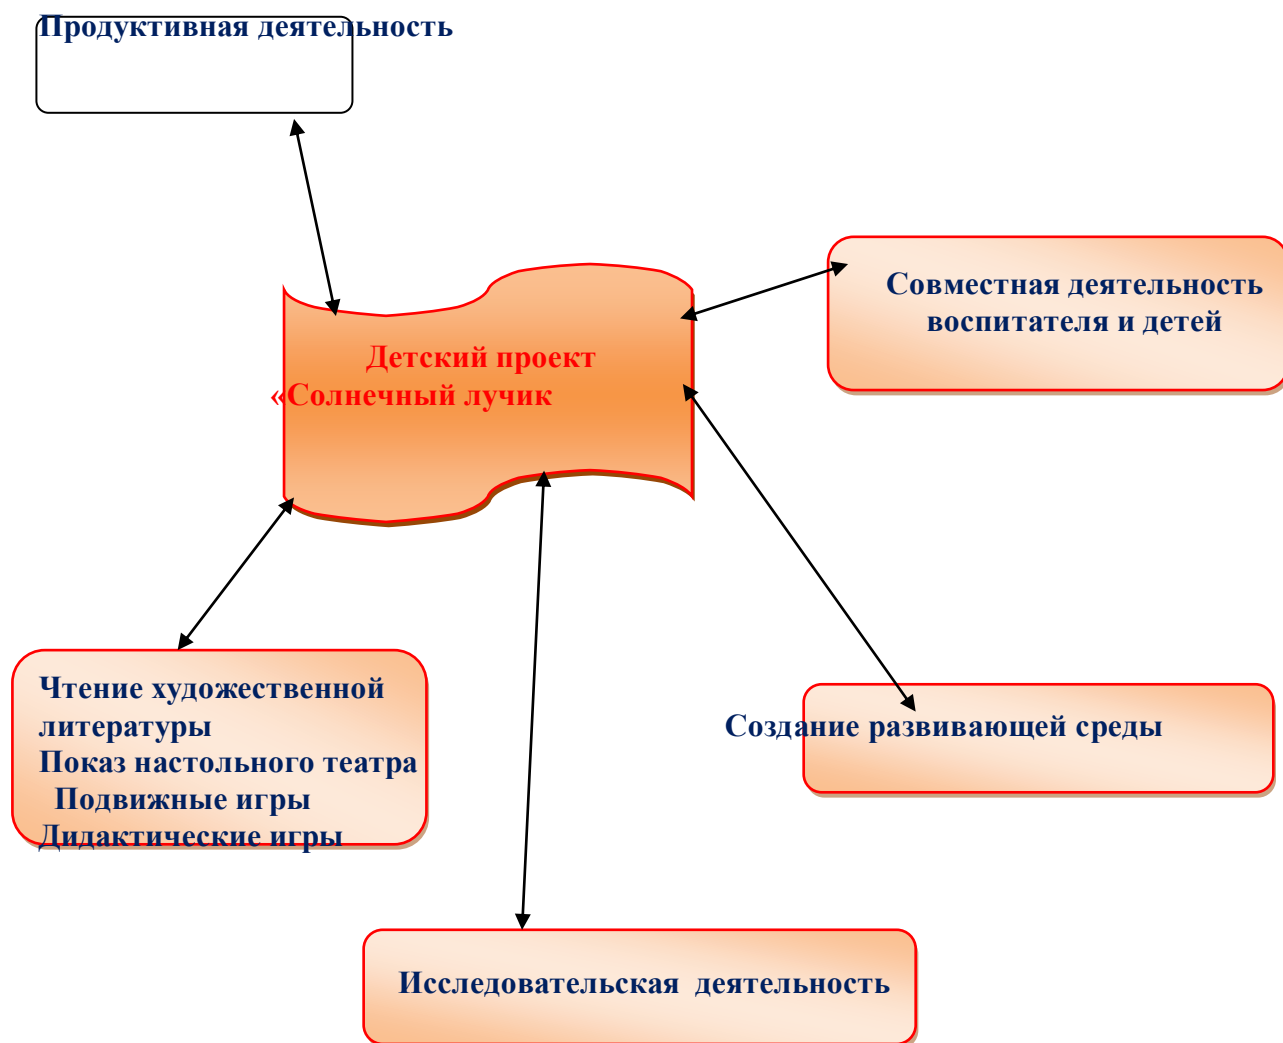 Продуктивная деятельность
Совместная деятельность
воспитателя и детей
Детский проект
«Солнечный лучик
Чтение художественной
литературы
Показ настольного театра
Подвижные игры
Дидактические игры
Создание развивающей среды
Исследовательская деятельность